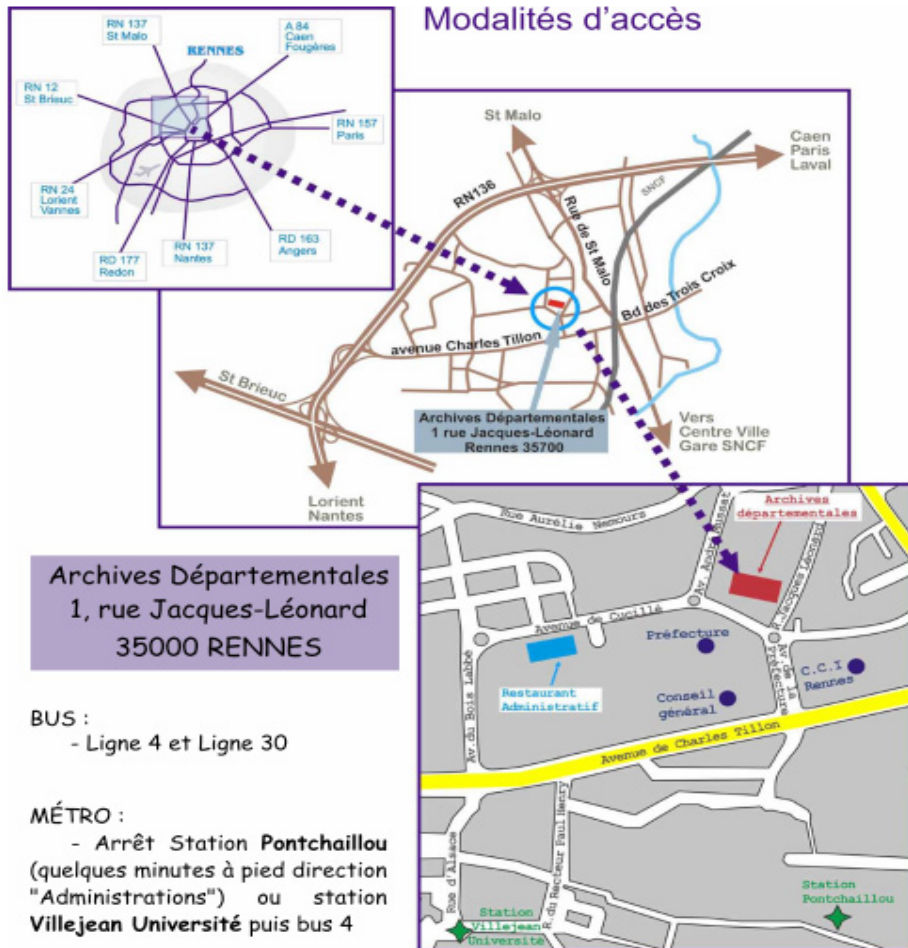 Modalités d'accès
RN 137
St Malo
A 84
Caen
Fougères
RENNES
RN 12
St Brieuc
RN 157
Paris
RN 24
Lorient
Vannes
RD 177
Redon
RN 137
Nantes
RD 163
Angers
St Malo
Caen
Paris
Laval
SNCF
RN136
Rue de St Malo
Bd des Trois Croix
avenue Charles Tillon
St Brieuc
Archives Départementales
1 rue Jacques-Léonard
Rennes 35700
Vers
Centre Ville
Gare SNCF
Lorient
Nantes
Archives
départementales
Rue Aurélie Nemours
Av. André Mussat
R. Jacques Léonard
Avenue de Cucillé
Préfecture
Av. de la
Préfecture
C.C.I
Rennes
Restaurant
Administratif
Conseil
général
Av. du Bois Labbé
Avenue de Charles Tillon
Rue d'Alsace
R. du Recteur Paul Henry
Station
Villejean
Université
Station
Pontchaillou
Archives Départementales
1, rue Jacques-Léonard
35000 RENNES
BUS :
- Ligne 4 et Ligne 30
MÉTRO :
- Arrêt Station Pontchaillou
(quelques minutes à pied direction
"Administrations") ou station
Villejean Université puis bus 4